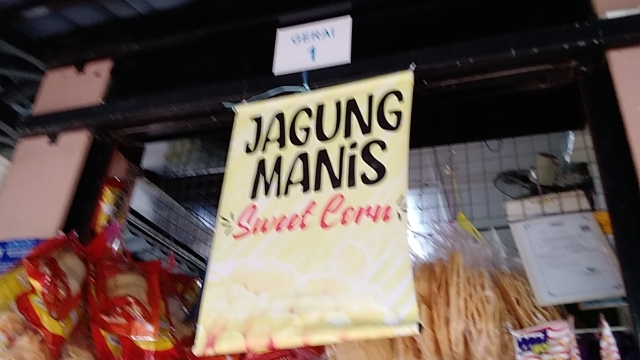 GERAI
1
JAGUNG
MANiS
Sweet Corn